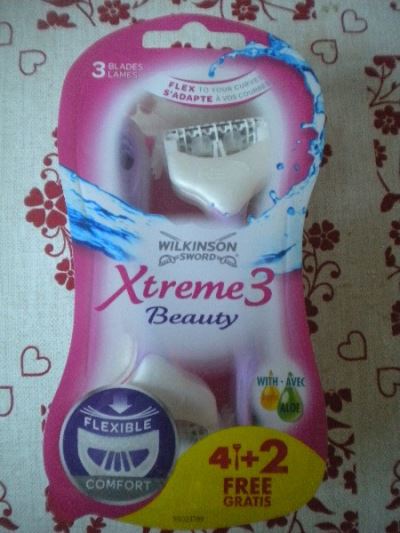 3 BLADES
LAMES
FLEX TO YOUR CURVES
S'ADAPTE À VOS COURBES
WILKINSON
SWORD
Xtreme3
Beauty
WITH • AVEC
ALOE
FLEXIBLE
COMFORT
4+2
FREE
GRATIS